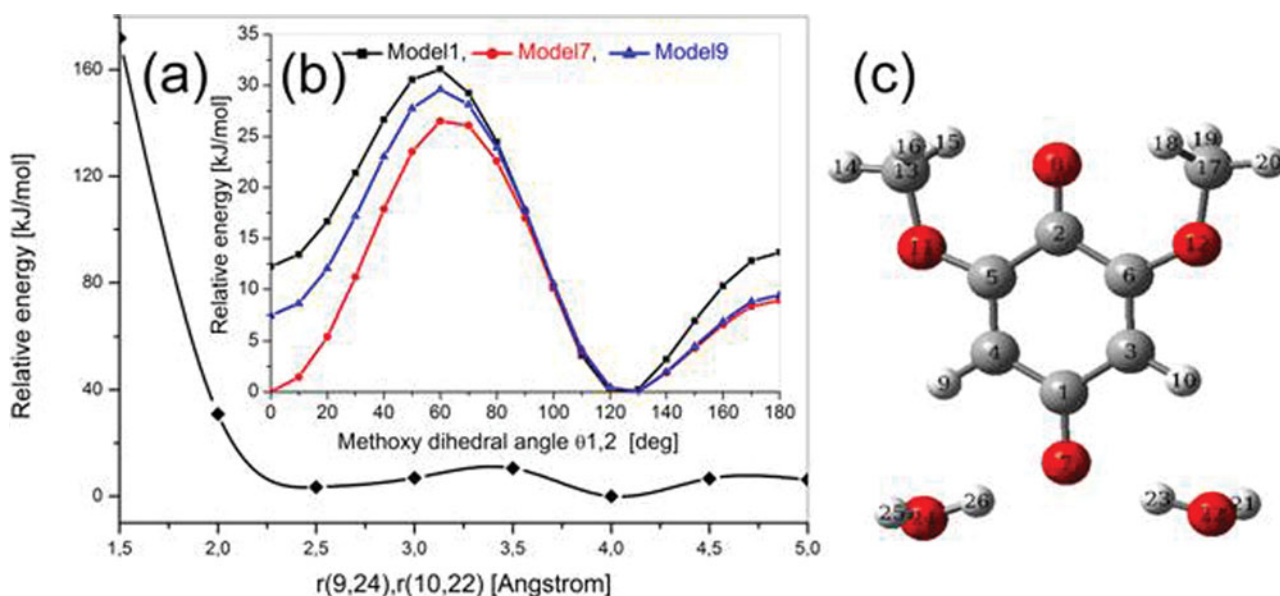 (a)
Relative energy [kJ/mol]
160
120
80
40
0
1,5 2,0 2,5 3,0 3,5 4,0 4,5 5,0
r(9,24),r(10,22) [Angstrom]
(b)
Model1, Model7, Model9
Relative energy [kJ/mol]
35
30
25
20
15
10
5
0
0 20 40 60 80 100 120 140 160 180
Methoxy dihedral angle θ1,2 [deg]
(c)
16 15 18 19
14 13 17 20
11 2 12
5 6
4 3
9 1 10
7
25 26 23 21